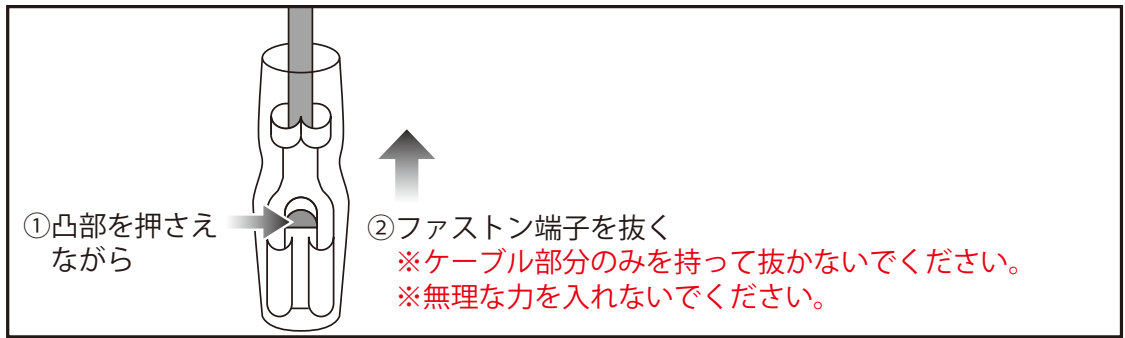 ①凸部を押さえ
ながら
②ファストン端子を抜く
※ケーブル部分のみを持って抜かないでください。
※無理な力を入れないでください。